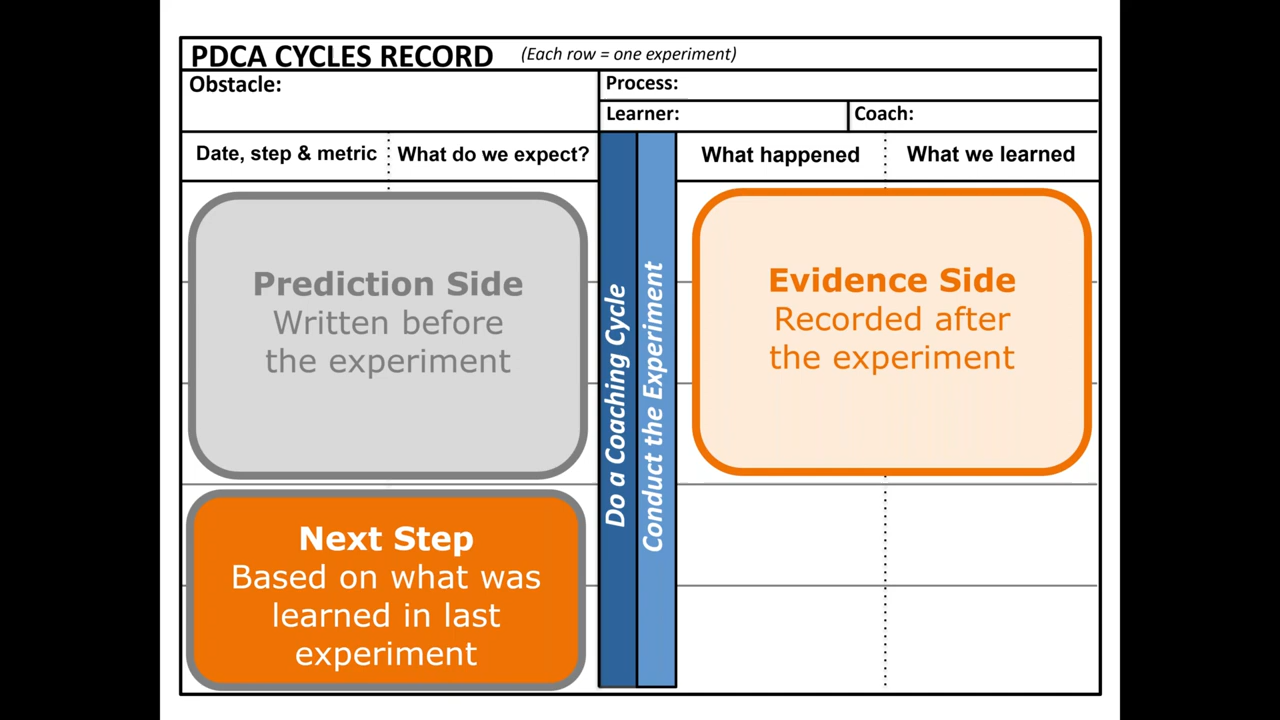 PDCA CYCLES RECORD (Each row = one experiment)
Obstacle:
Process:
Learner:
Coach:
Date, step & metric
What do we expect?
What happened
What we learned
Prediction Side
Written before
the experiment
Do a Coaching Cycle
Conduct the Experiment
Evidence Side
Recorded after
the experiment
Next Step
Based on what was
learned in last
experiment